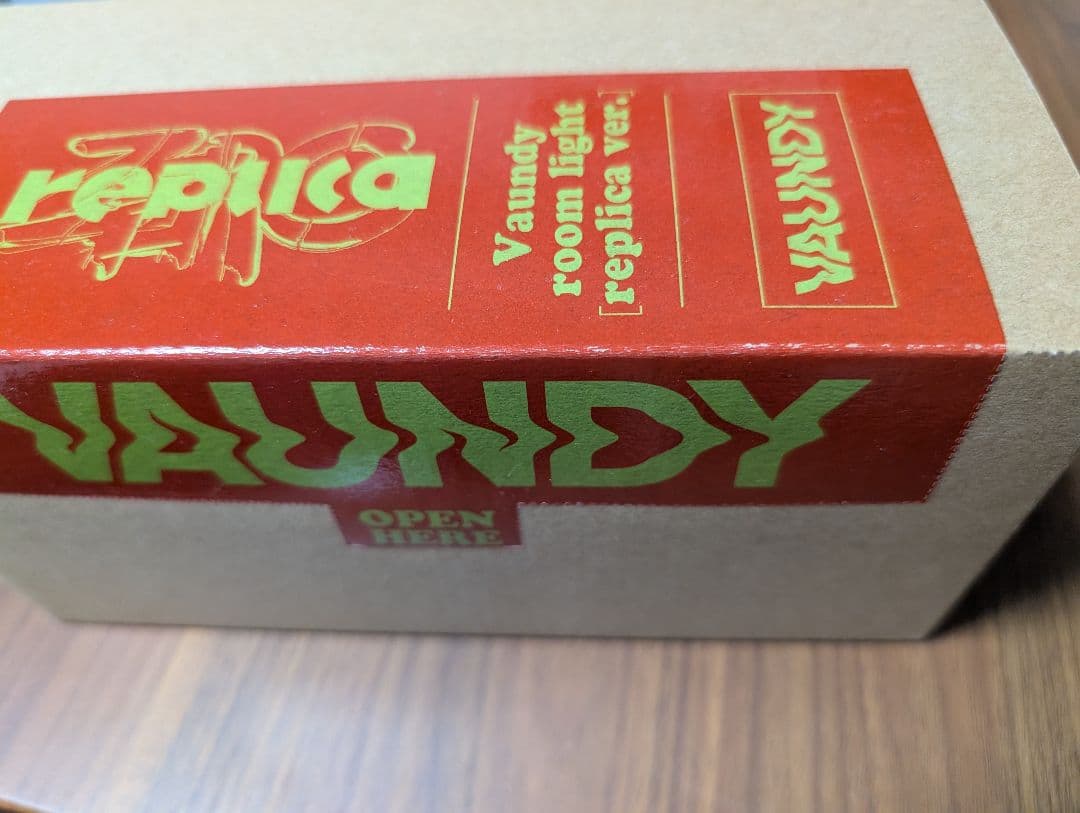 replica
Vaundy
room light
[replica ver.]
VAUNDY
VAUNDY
OPEN
HERE